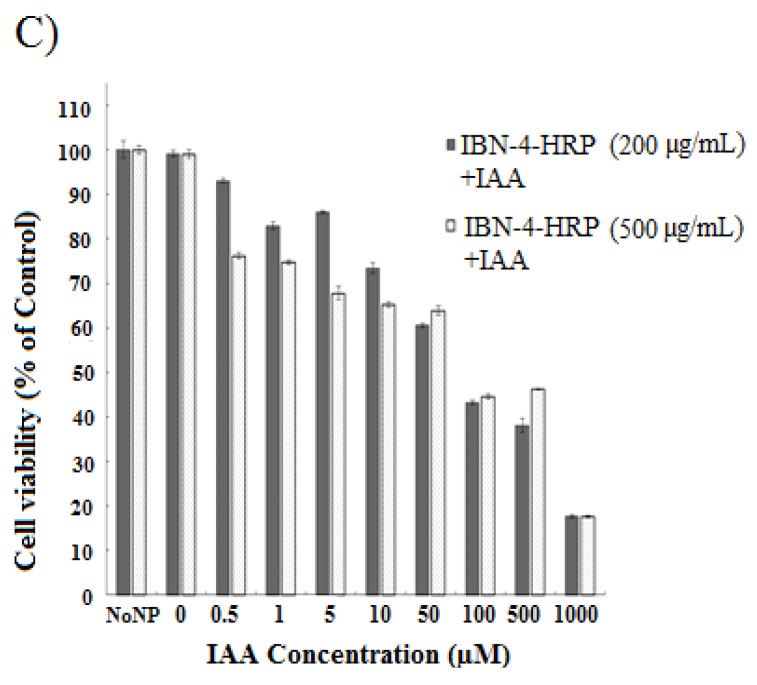 C)
Cell viability (% of Control)
110
100
90
80
70
60
50
40
30
20
10
0
IBN-4-HRP (200 µg/mL)
+IAA
IBN-4-HRP (500 µg/mL)
+IAA
NoNP 0 0.5 1 5 10 50 100 500 1000
IAA Concentration (µM)